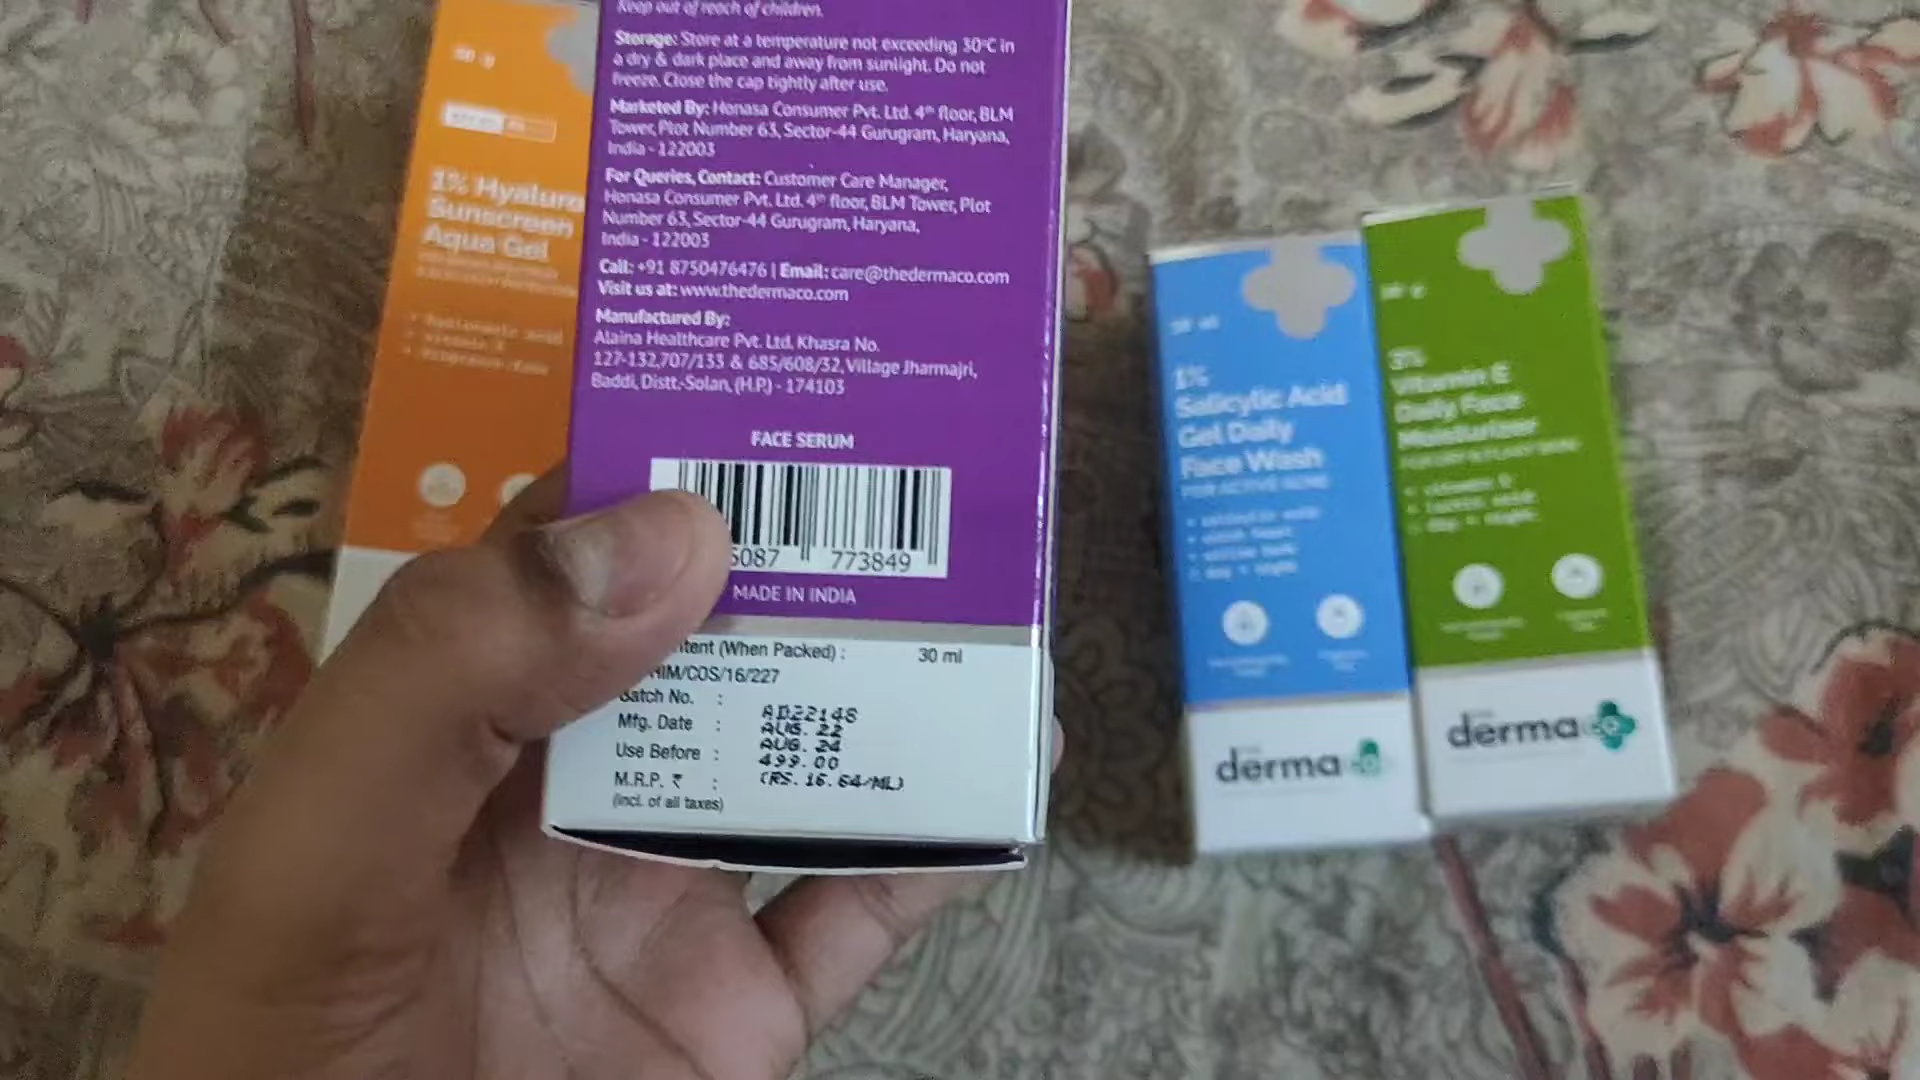 Keep out of reach of children.
Storage: Store at a temperature not exceeding 30°C in
a dry & dark place and away from sunlight. Do not
freeze. Close the cap tightly after use.
Marketed By: Honasa Consumer Pvt. Ltd. 4th floor, BLM
Tower, Plot Number 63, Sector-44 Gurugram, Haryana,
India - 122003
For Queries, Contact: Customer Care Manager,
Honasa Consumer Pvt. Ltd. 4th floor, BLM Tower, Plot
Number 63, Sector-44 Gurugram, Haryana,
India - 122003
Call: +91 8750476476 | Email: care@thedermaco.com
Visit us at: www.thedermaco.com
Manufactured By:
Alaina Healthcare Pvt. Ltd, Khasra No.
127-132,707/133 & 685/608/32, Village Jharmajri,
Baddi, Distt.-Solan, (H.P.) - 174103
FACE SERUM
5087 773849
MADE IN INDIA
(When Packed) : 30 ml
HIM/COS/16/227
Batch No. : AD22148
Mfg. Date : AUG. 22
Use Before : AUG. 24
M.R.P. ₹ : 499.00
(incl. of all taxes) (RS. 16.64/ML)
1% Hyaluro
Sunscreen
Aqua Gel
1%
Salicylic Acid
Gel Daily
Face Wash
FOR ACTIVE ACNE
derma co
Vitamin E
Daily Face
Moisturizer
derma co